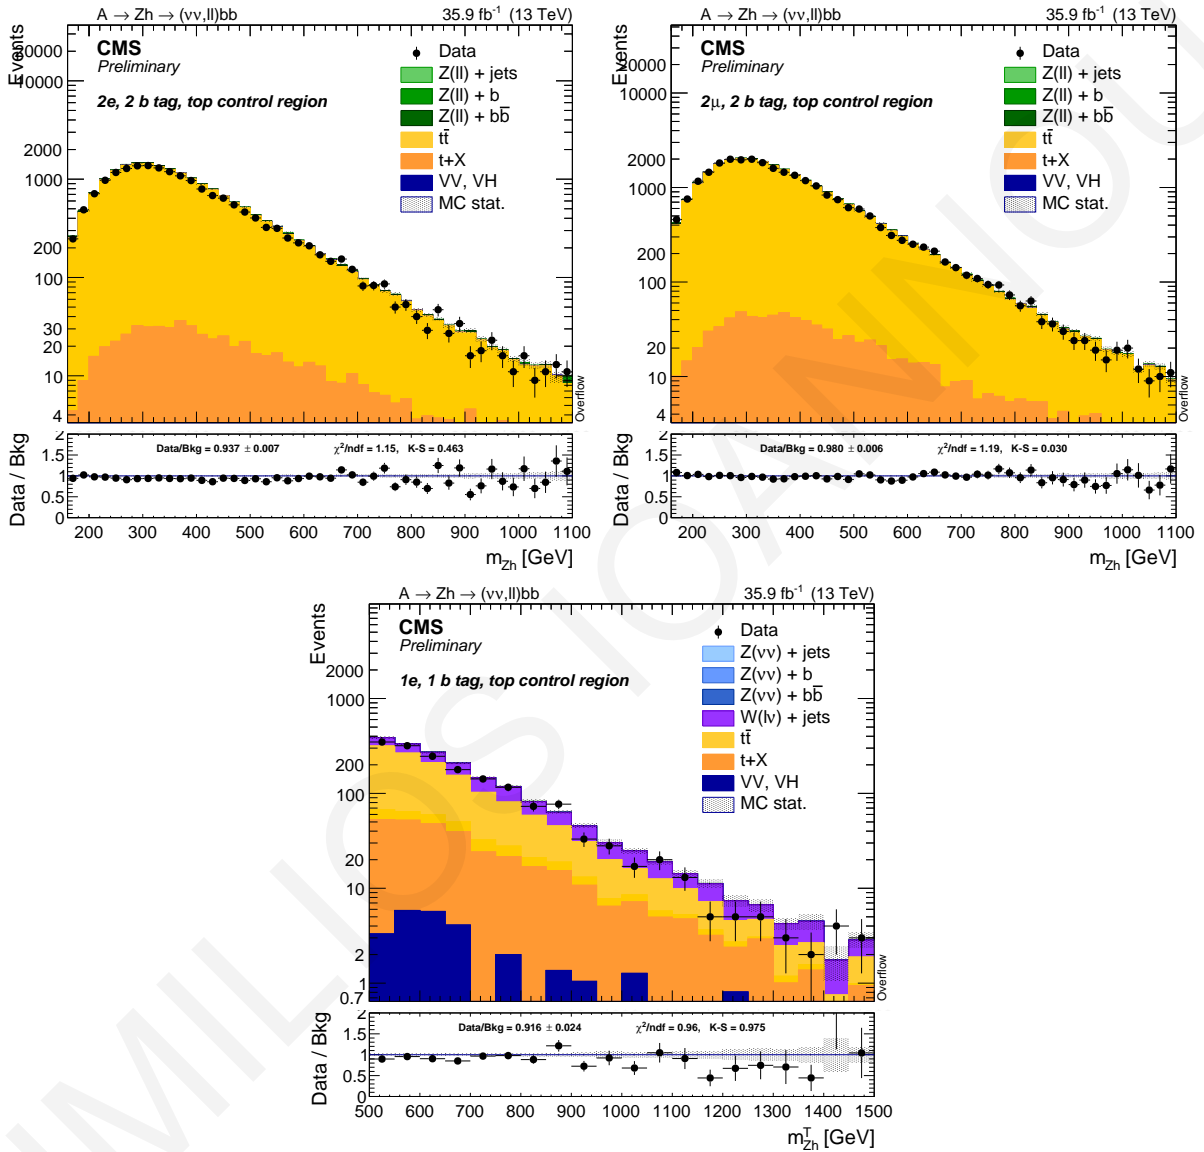 A → Zh → (νν,ll)bb 35.9 fb⁻¹ (13 TeV)
Events
CMS
Preliminary
2e, 2 b tag, top control region
Data
Z(ll) + jets
Z(ll) + b
Z(ll) + bb̅
tt̅
t+X
VV, VH
MC stat.
20000
10000
2000
1000
200
100
30
20
10
4
Overflow
Data / Bkg
2
1.5
1
0.5
0
Data/Bkg = 0.937 ± 0.007 χ²/ndf = 1.15, K-S = 0.463
200 300 400 500 600 700 800 900 1000 1100
m_Zh [GeV]
A → Zh → (νν,ll)bb 35.9 fb⁻¹ (13 TeV)
Events
CMS
Preliminary
2μ, 2 b tag, top control region
Data
Z(ll) + jets
Z(ll) + b
Z(ll) + bb̅
tt̅
t+X
VV, VH
MC stat.
20000
10000
2000
1000
200
100
20
10
4
Overflow
Data / Bkg
2
1.5
1
0.5
0
Data/Bkg = 0.980 ± 0.006 χ²/ndf = 1.19, K-S = 0.030
200 300 400 500 600 700 800 900 1000 1100
m_Zh [GeV]
A → Zh → (νν,ll)bb 35.9 fb⁻¹ (13 TeV)
Events
CMS
Preliminary
1e, 1 b tag, top control region
Data
Z(νν) + jets
Z(νν) + b
Z(νν) + bb̅
W(lν) + jets
tt̅
t+X
VV, VH
MC stat.
2000
1000
200
100
20
10
2
1
0.7
Overflow
Data / Bkg
2
1.5
1
0.5
0
Data/Bkg = 0.916 ± 0.024 χ²/ndf = 0.96, K-S = 0.975
500 600 700 800 900 1000 1100 1200 1300 1400 1500
m^T_Zh [GeV]
MILOS IOANNOU